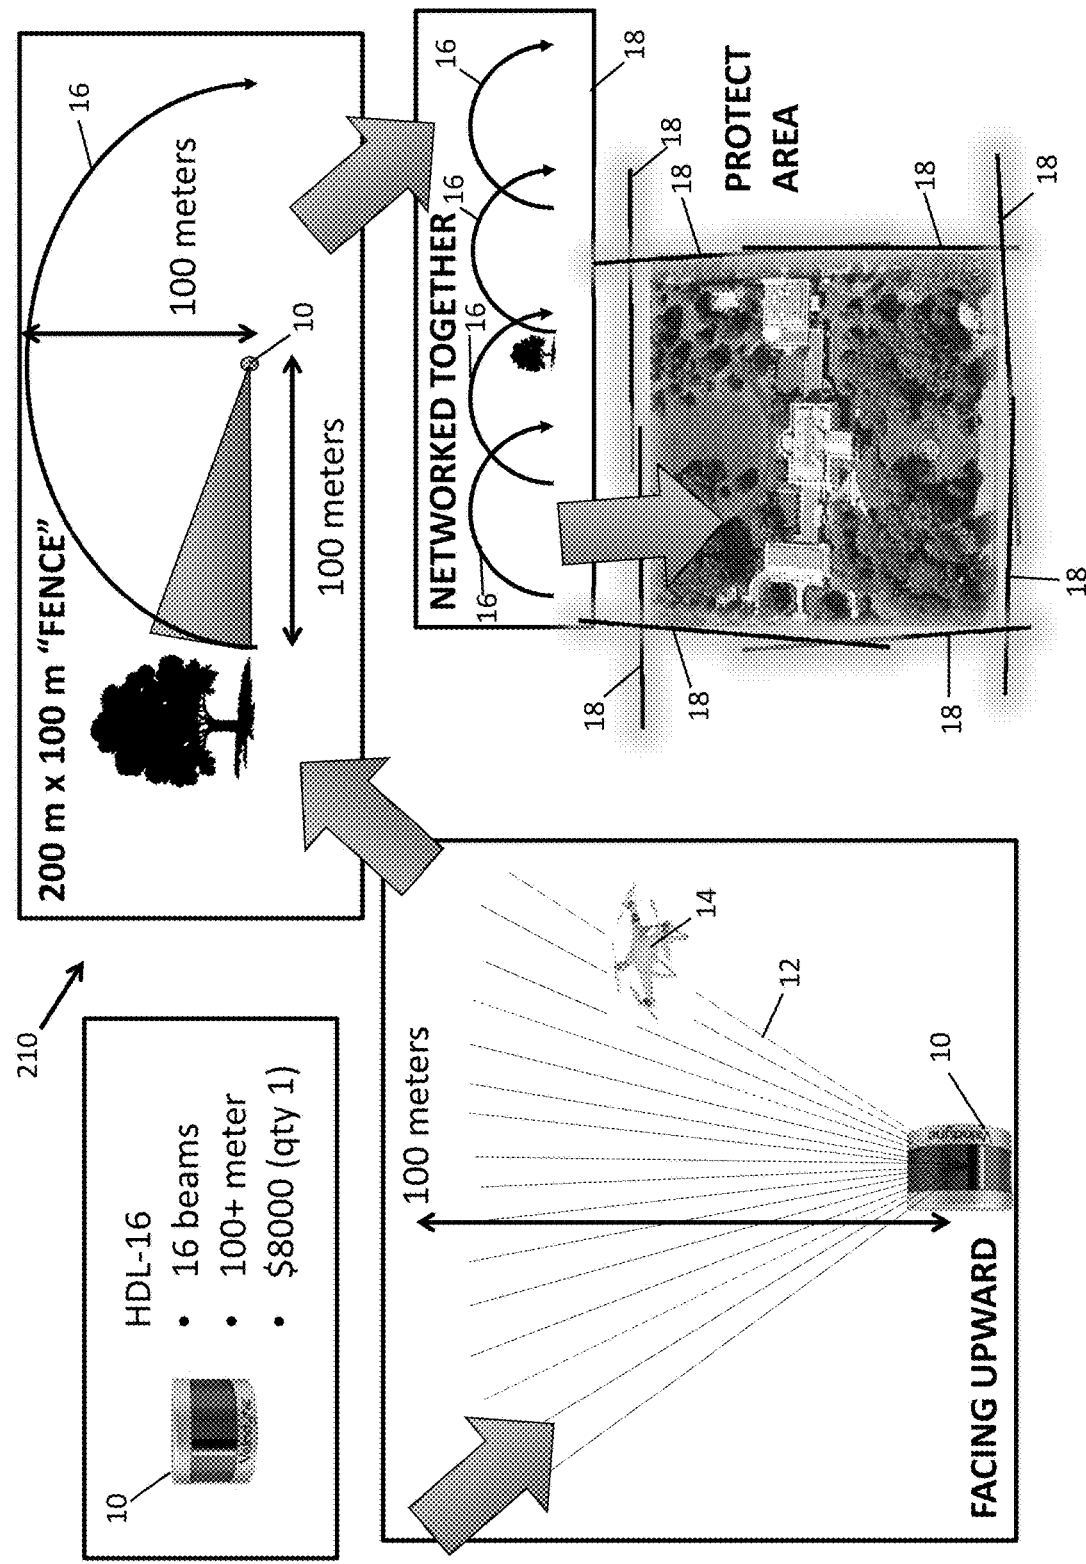 10
HDL-16
• 16 beams
• 100+ meter
• $8000 (qty 1)
210
200 m x 100 m “FENCE”
16
100 meters
10
100 meters
100 meters
14
12
10
FACING UPWARD
NETWORKED TOGETHER
16
16
16
16
18
18
18
18
18
18
18
18
18
PROTECT
AREA